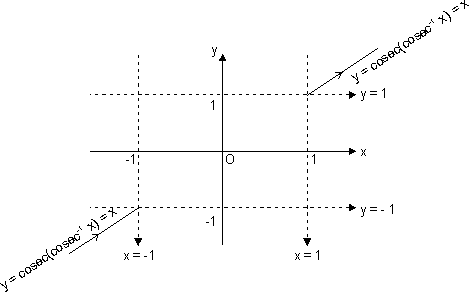 y = cosec(cosec⁻¹ x) = x
y
y = 1
1
-1
O
1
x
-1
y = - 1
y = cosec(cosec⁻¹ x) = x
x = -1
x = 1